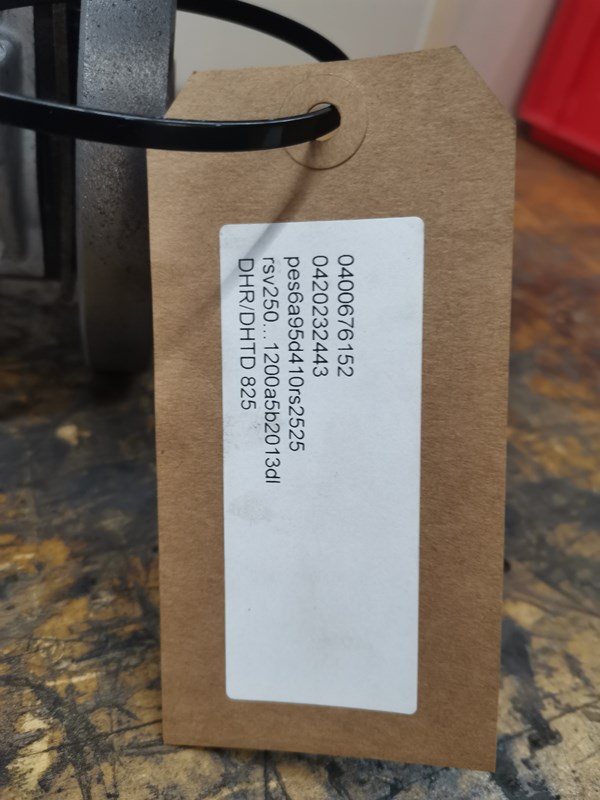 0400676152
0420232443
pes6a95d410rs2525
rsv250...1200a5b2013dl
DHR/DHTD 825